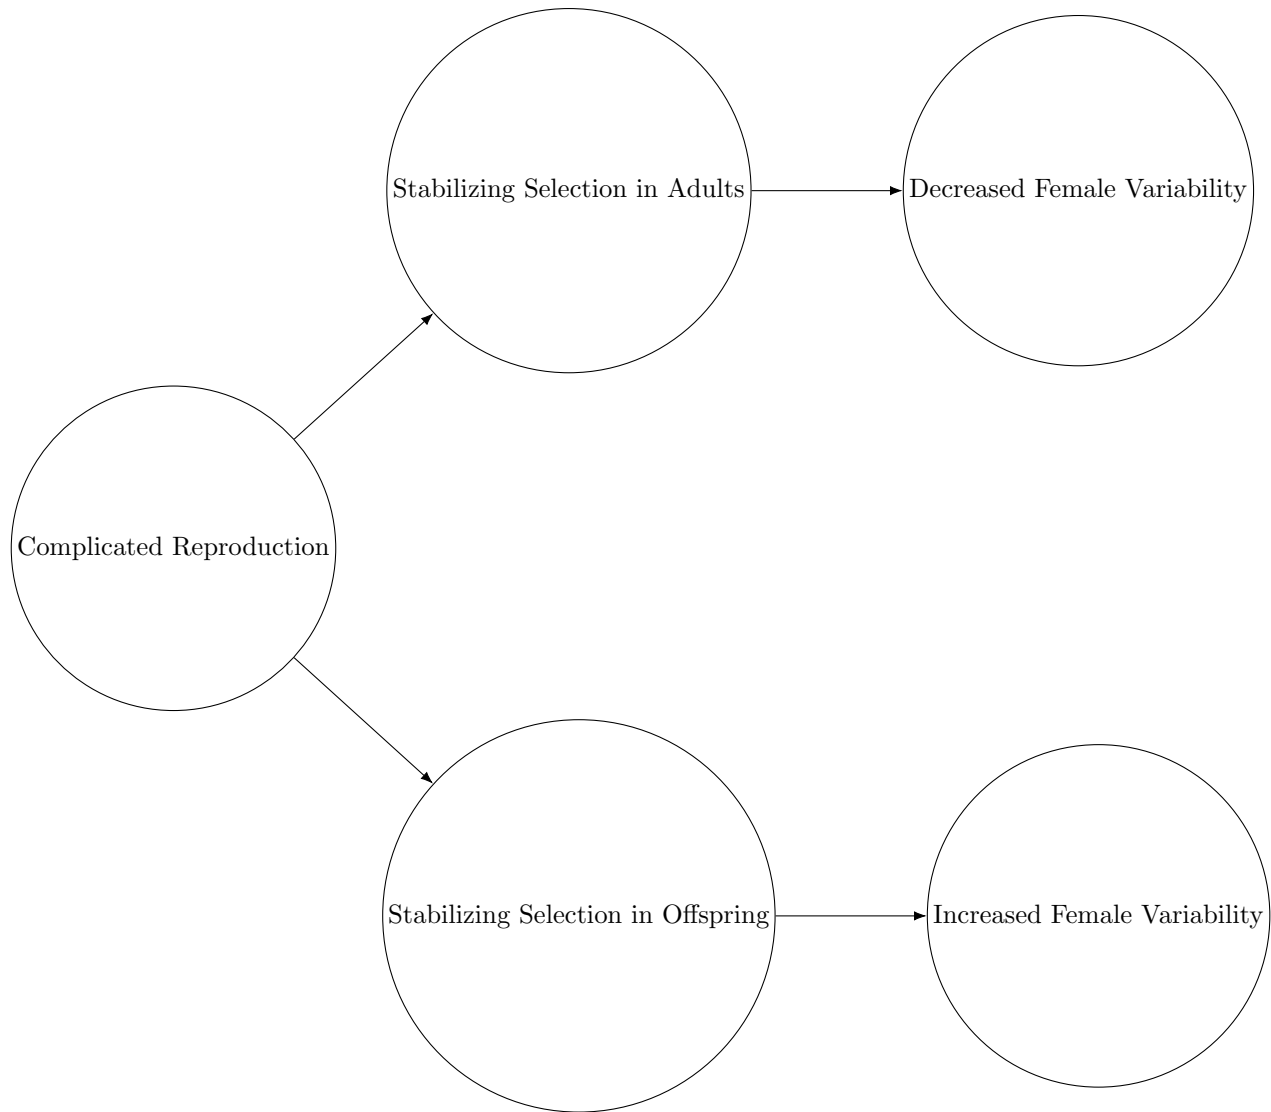 Stabilizing Selection in Adults
Decreased Female Variability
Complicated Reproduction
Stabilizing Selection in Offspring
Increased Female Variability